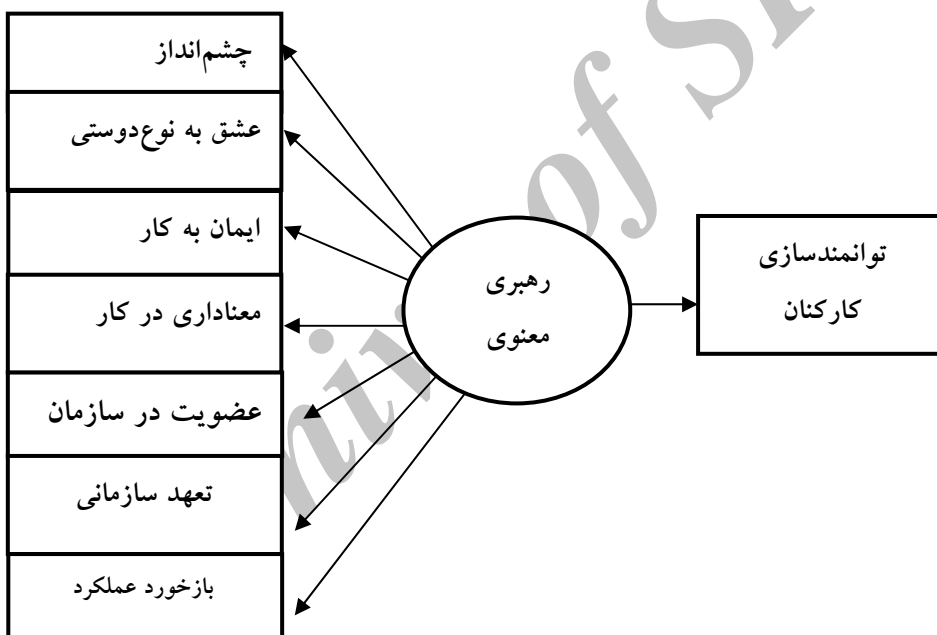 چشم‌انداز
عشق به نوع‌دوستی
ایمان به کار
معناداری در کار
عضویت در سازمان
تعهد سازمانی
بازخورد عملکرد
رهبری
معنوی
توانمندسازی
کارکنان
of